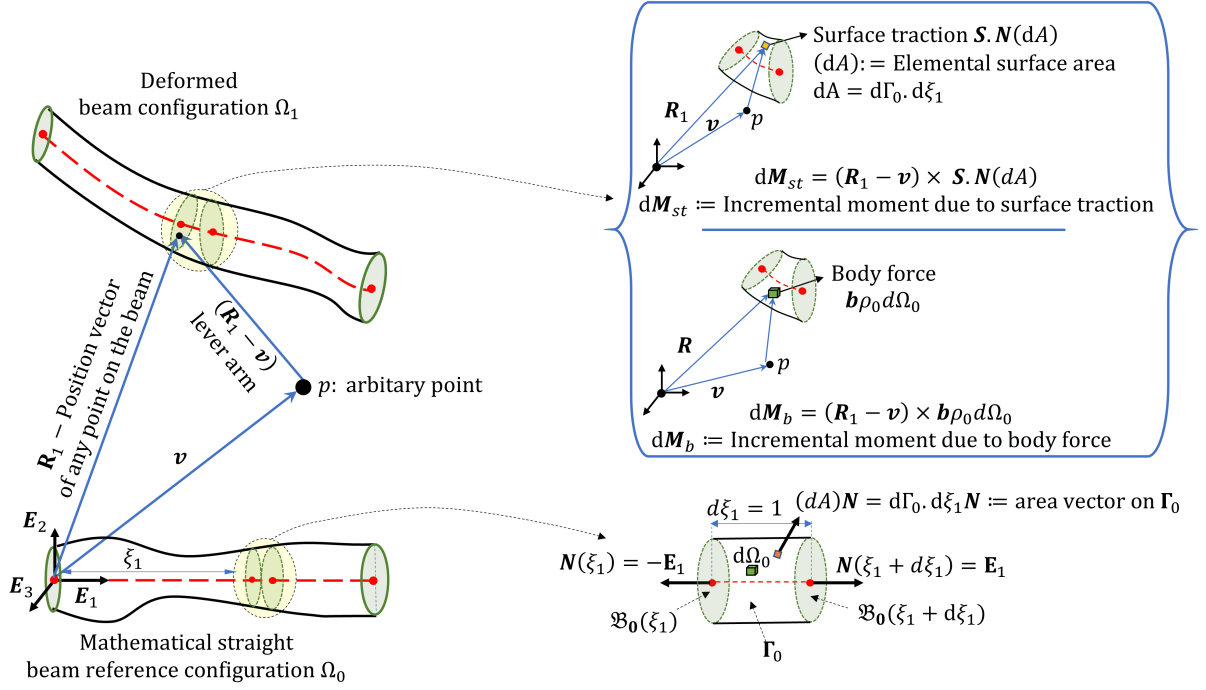 Deformed
beam configuration Ω₁
R₁ − Position vector
of any point on the beam
(R₁ − v)
lever arm
p: arbitary point
v
E₂
E₃
E₁
ξ₁
Mathematical straight
beam reference configuration Ω₀
Surface traction S.N(dA)
(dA): = Elemental surface area
dA = dΓ₀. dξ₁
R₁
v
p
dMₛₜ = (R₁ − v) × S.N(dA)
dMₛₜ ≔ Incremental moment due to surface traction
Body force
bρ₀dΩ₀
R
v
p
dM_b = (R₁ − v) × bρ₀dΩ₀
dM_b ≔ Incremental moment due to body force
(dA)N = dΓ₀. dξ₁N ≔ area vector on Γ₀
dξ₁ = 1
dΩ₀
N(ξ₁) = −E₁
N(ξ₁ + dξ₁) = E₁
𝔅₀(ξ₁)
𝔅₀(ξ₁ + dξ₁)
Γ₀